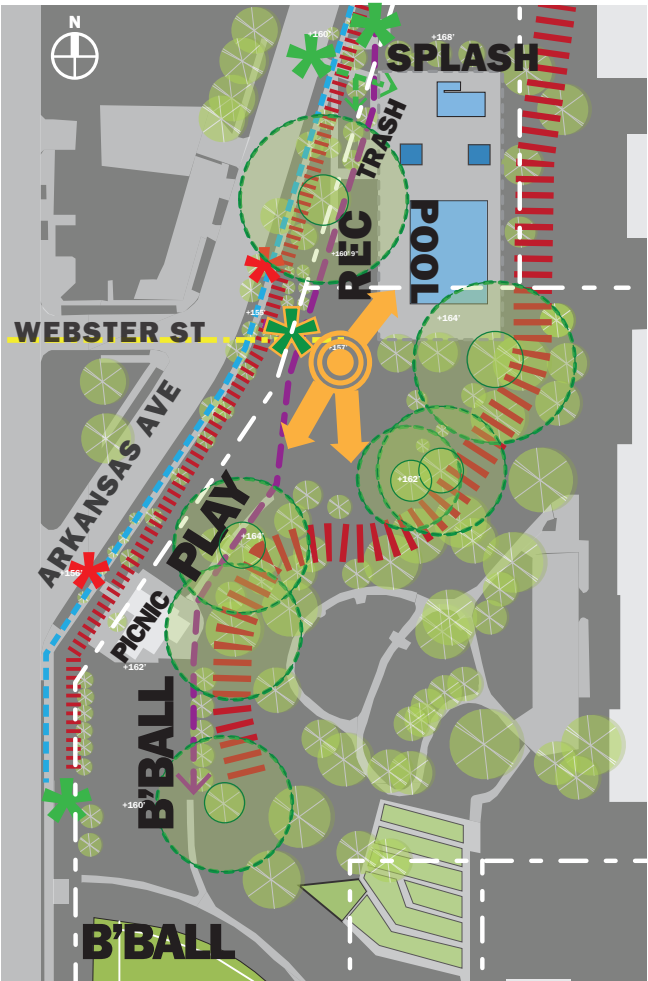 N
+160'
+168'
SPLASH
TRASH
REC
POOL
+160'9"
+155'
+164'
WEBSTER ST
+157'
ARKANSAS AVE
+162'
PLAY
+164'
+156'
PICNIC
+162'
B'BALL
+160'
B'BALL